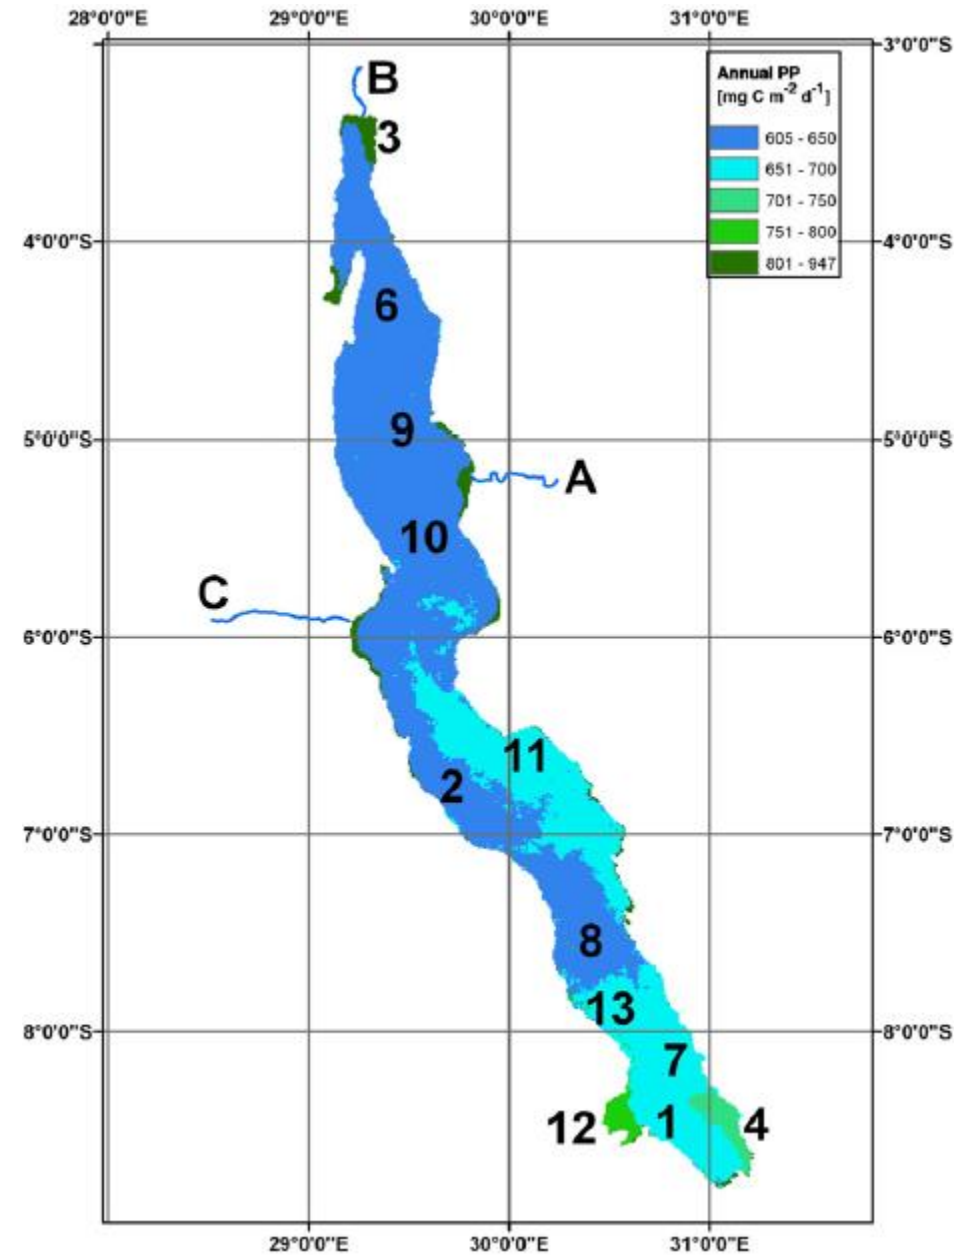 28°0'0"E 29°0'0"E 30°0'0"E 31°0'0"E
3°0'0"S
Annual PP
[mg C m-2 d-1]
605 - 650
651 - 700
701 - 750
751 - 800
801 - 947
B
3
4°0'0"S 4°0'0"S
6
9
5°0'0"S 5°0'0"S
A
10
C
6°0'0"S 6°0'0"S
11
2
7°0'0"S 7°0'0"S
8
13
8°0'0"S 8°0'0"S
7
12 1 4
29°0'0"E 30°0'0"E 31°0'0"E